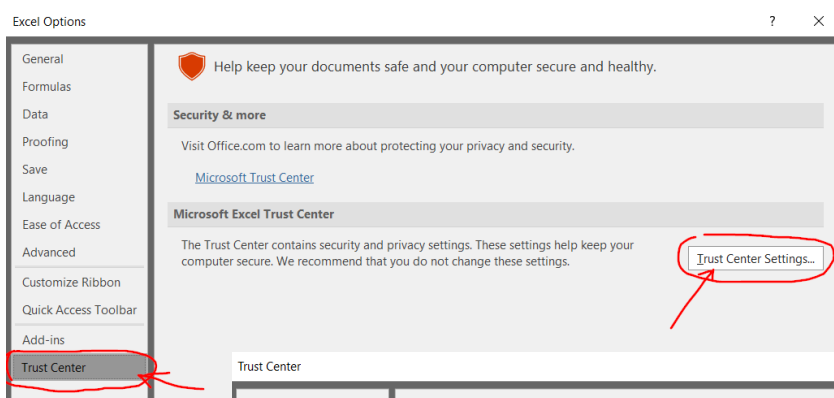 Excel Options
? ×
General
Formulas
Data
Proofing
Save
Language
Ease of Access
Advanced
Customize Ribbon
Quick Access Toolbar
Add-ins
Trust Center
Help keep your documents safe and your computer secure and healthy.
Security & more
Visit Office.com to learn more about protecting your privacy and security.
Microsoft Trust Center
Microsoft Excel Trust Center
The Trust Center contains security and privacy settings. These settings help keep your
computer secure. We recommend that you do not change these settings.
Trust Center Settings...
Trust Center